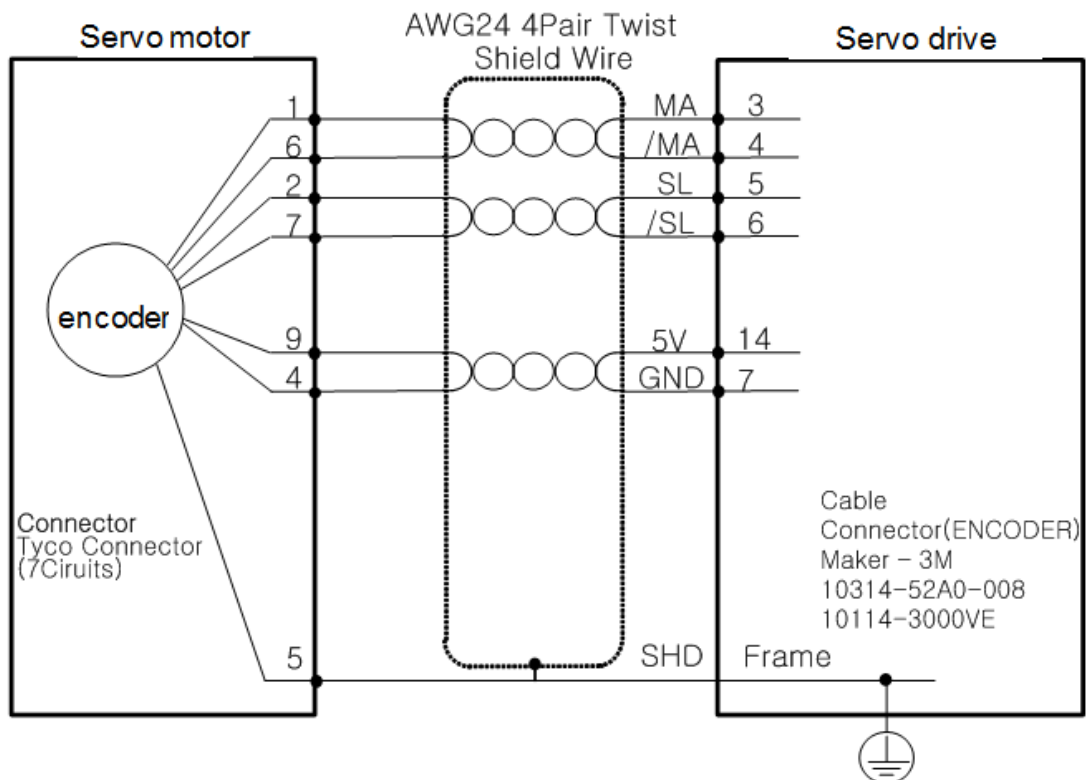 Servo motor
AWG24 4Pair Twist
Shield Wire
Servo drive
1
MA
3
6
/MA
4
2
SL
5
7
/SL
6
encoder
9
5V
14
4
GND
7
Connector
Tyco Connector
(7Ciruits)
Cable
Connector(ENCODER)
Maker - 3M
10314-52A0-008
10114-3000VE
5
SHD
Frame